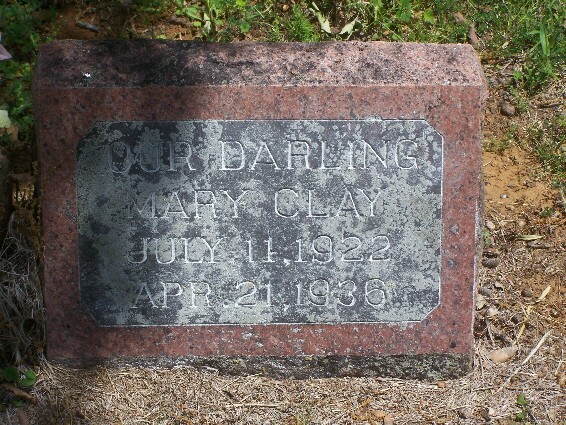 OUR DARLING
MARY CLAY
JULY 11, 1922
APR. 21, 1936